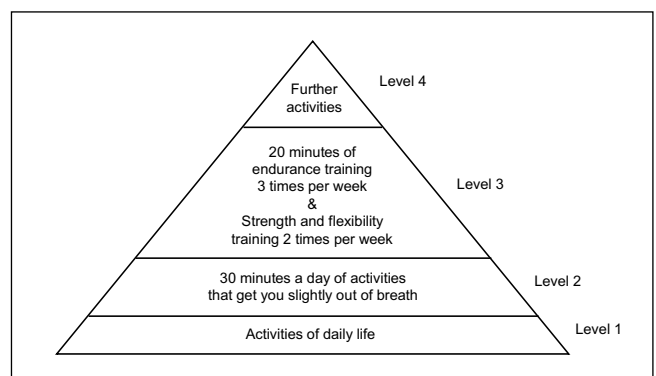 Further
activities
Level 4
20 minutes of
endurance training
3 times per week
&
Strength and flexibility
training 2 times per week
Level 3
30 minutes a day of activities
that get you slightly out of breath
Level 2
Activities of daily life
Level 1